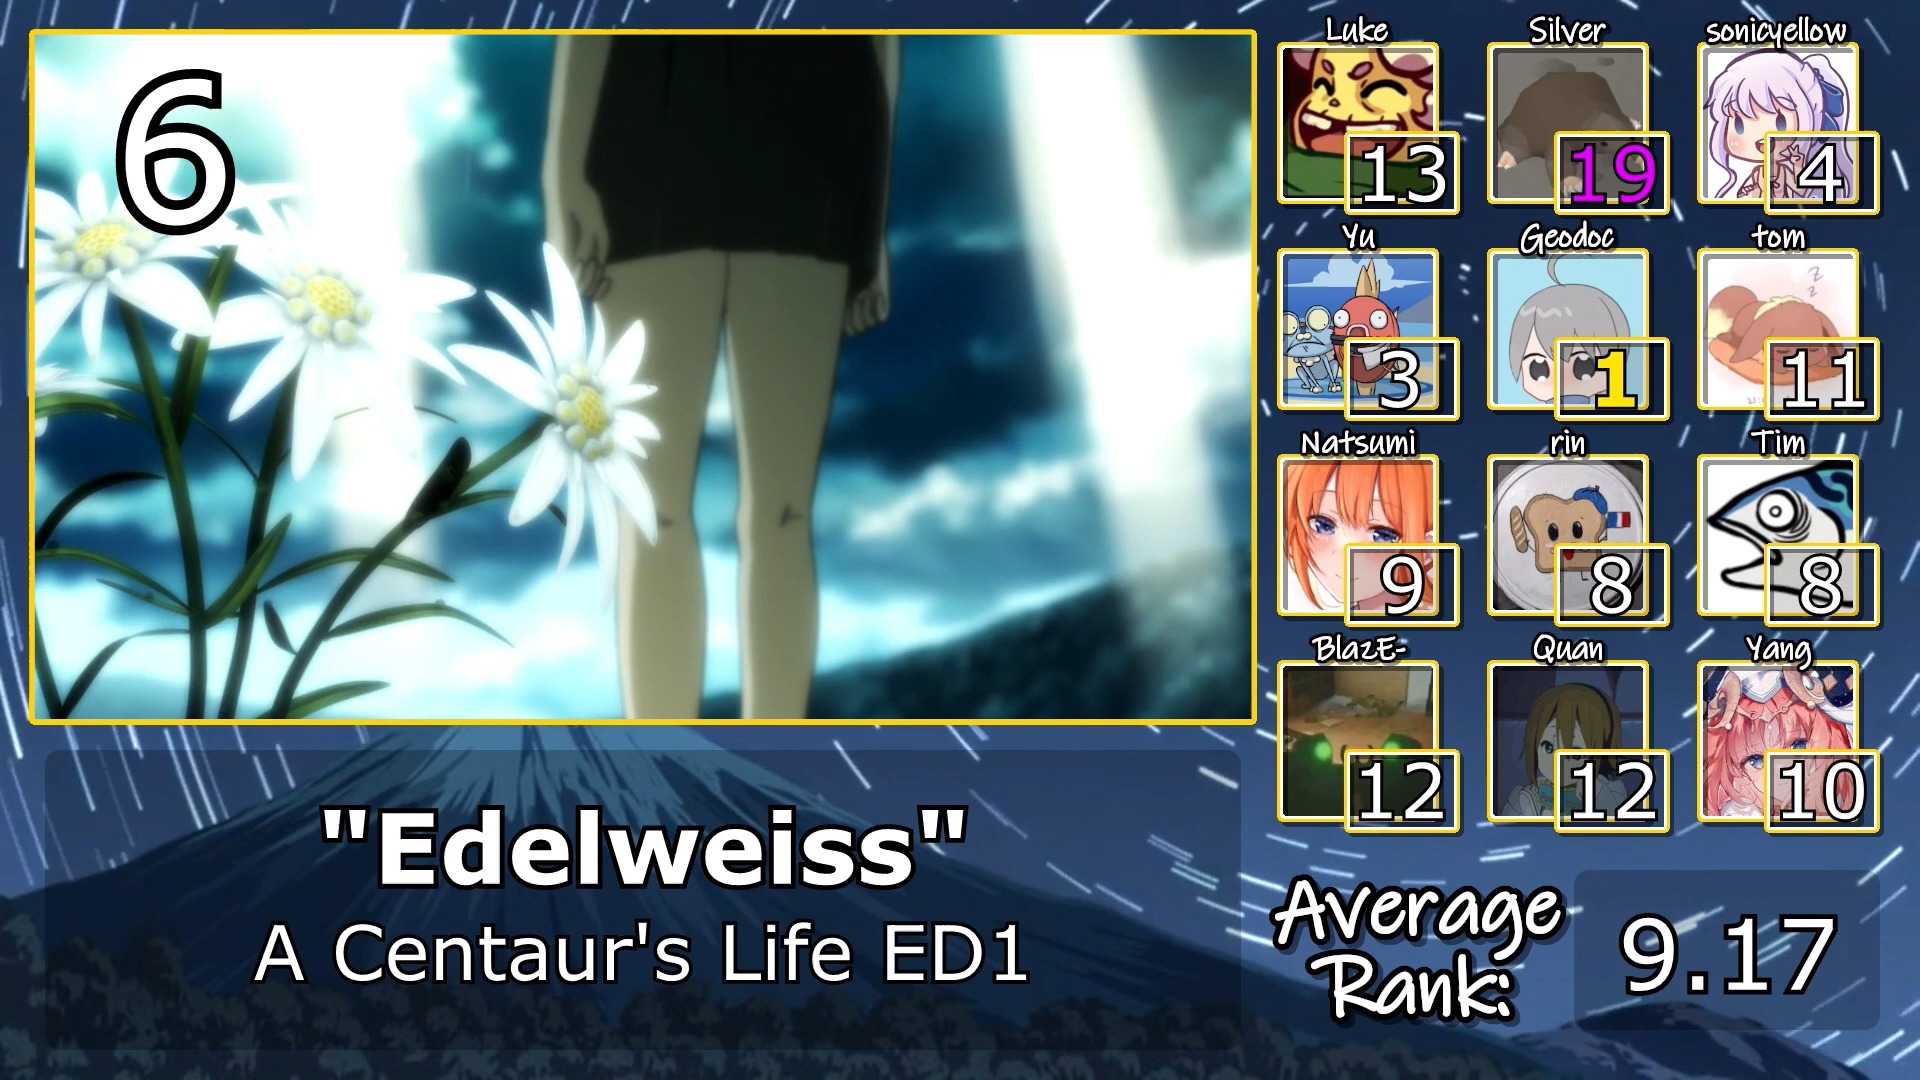 6
Luke
Silver
sonicyellow
13
19
4
Yu
Geodoc
tom
3
1
11
Natsumi
rin
Tim
9
8
8
BlazE-
Quan
Yang
12
12
10
"Edelweiss"
A Centaur's Life ED1
Average
Rank:
9.17